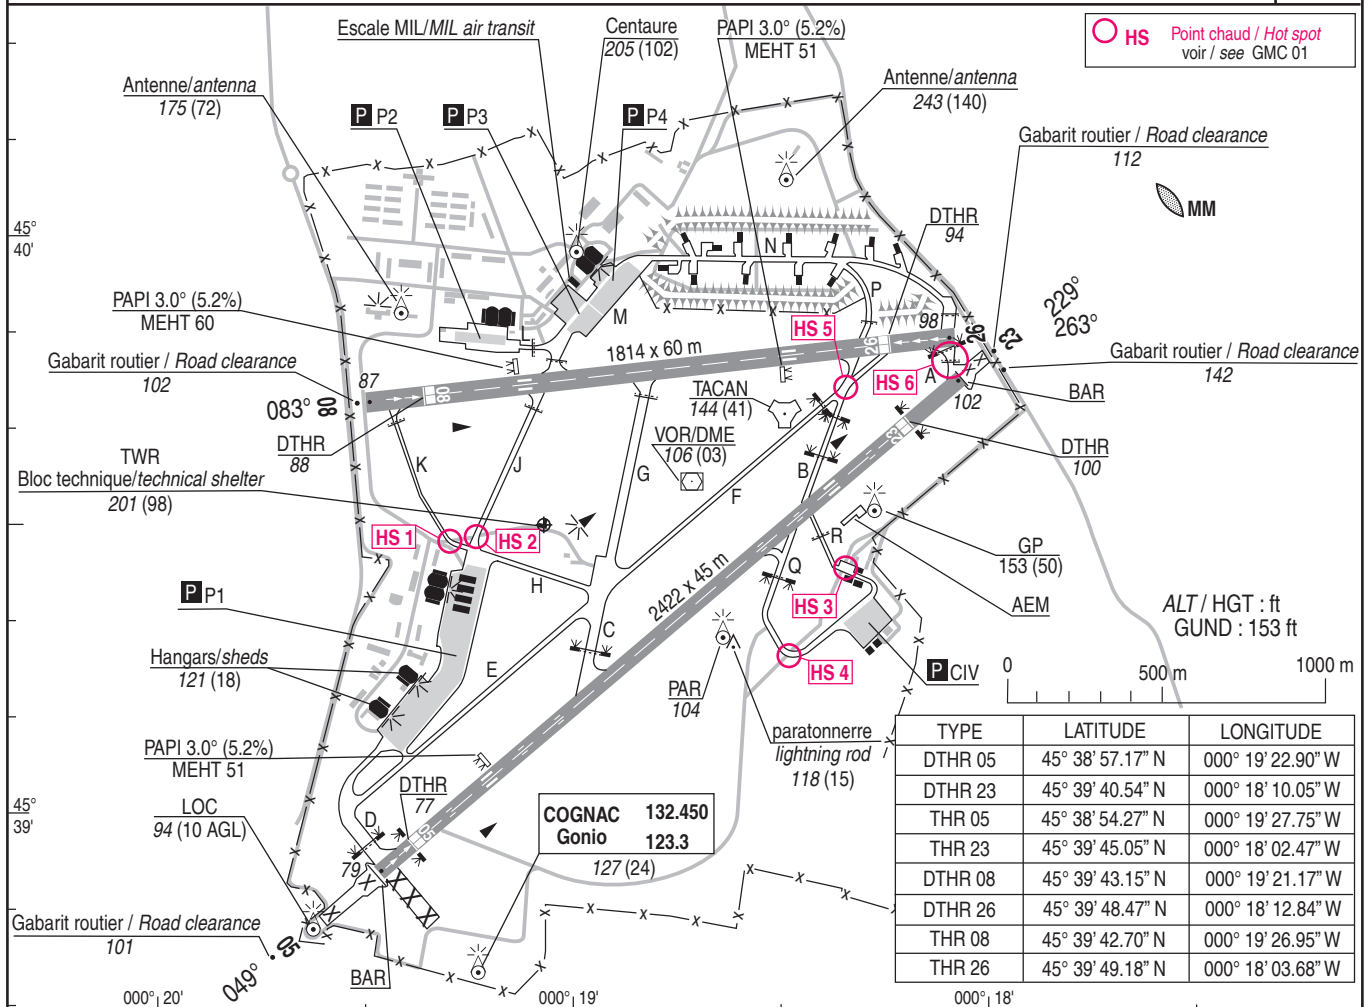 Escale MIL/MIL air transit
Centaure
205 (102)
PAPI 3.0° (5.2%)
MEHT 51
HS Point chaud / Hot spot
voir / see GMC 01
Antenne/antenna
175 (72)
P P2
P P3
P P4
Antenne/antenna
243 (140)
Gabarit routier / Road clearance
112
MM
45°
40'
DTHR
94
N
P
PAPI 3.0° (5.2%)
MEHT 60
M
HS 5
98
26
26
23
229°
263°
1814 x 60 m
Gabarit routier / Road clearance
102
87
083°
08
08
HS 6
A
Gabarit routier / Road clearance
142
BAR
102
TACAN
144 (41)
DTHR
88
VOR/DME
106 (03)
23
DTHR
100
TWR
Bloc technique/technical shelter
201 (98)
K
J
G
F
B
HS 1
HS 2
R
GP
153 (50)
H
Q
2422 x 45 m
HS 3
AEM
P P1
ALT / HGT : ft
GUND : 153 ft
C
Hangars/sheds
121 (18)
E
HS 4
P CIV
0
500 m
1000 m
PAR
104
paratonnerre
lightning rod
118 (15)
PAPI 3.0° (5.2%)
MEHT 51
DTHR
77
LOC
94 (10 AGL)
45°
39'
D
05
79
COGNAC 132.450
Gonio 123.3
127 (24)
TYPE LATITUDE LONGITUDE
DTHR 05 45° 38' 57.17" N 000° 19' 22.90" W
DTHR 23 45° 39' 40.54" N 000° 18' 10.05" W
THR 05 45° 38' 54.27" N 000° 19' 27.75" W
THR 23 45° 39' 45.05" N 000° 18' 02.47" W
DTHR 08 45° 39' 43.15" N 000° 19' 21.17" W
DTHR 26 45° 39' 48.47" N 000° 18' 12.84" W
THR 08 45° 39' 42.70" N 000° 19' 26.95" W
THR 26 45° 39' 49.18" N 000° 18' 03.68" W
Gabarit routier / Road clearance
101
05
049°
BAR
000° 20'
000° 19'
000° 18'